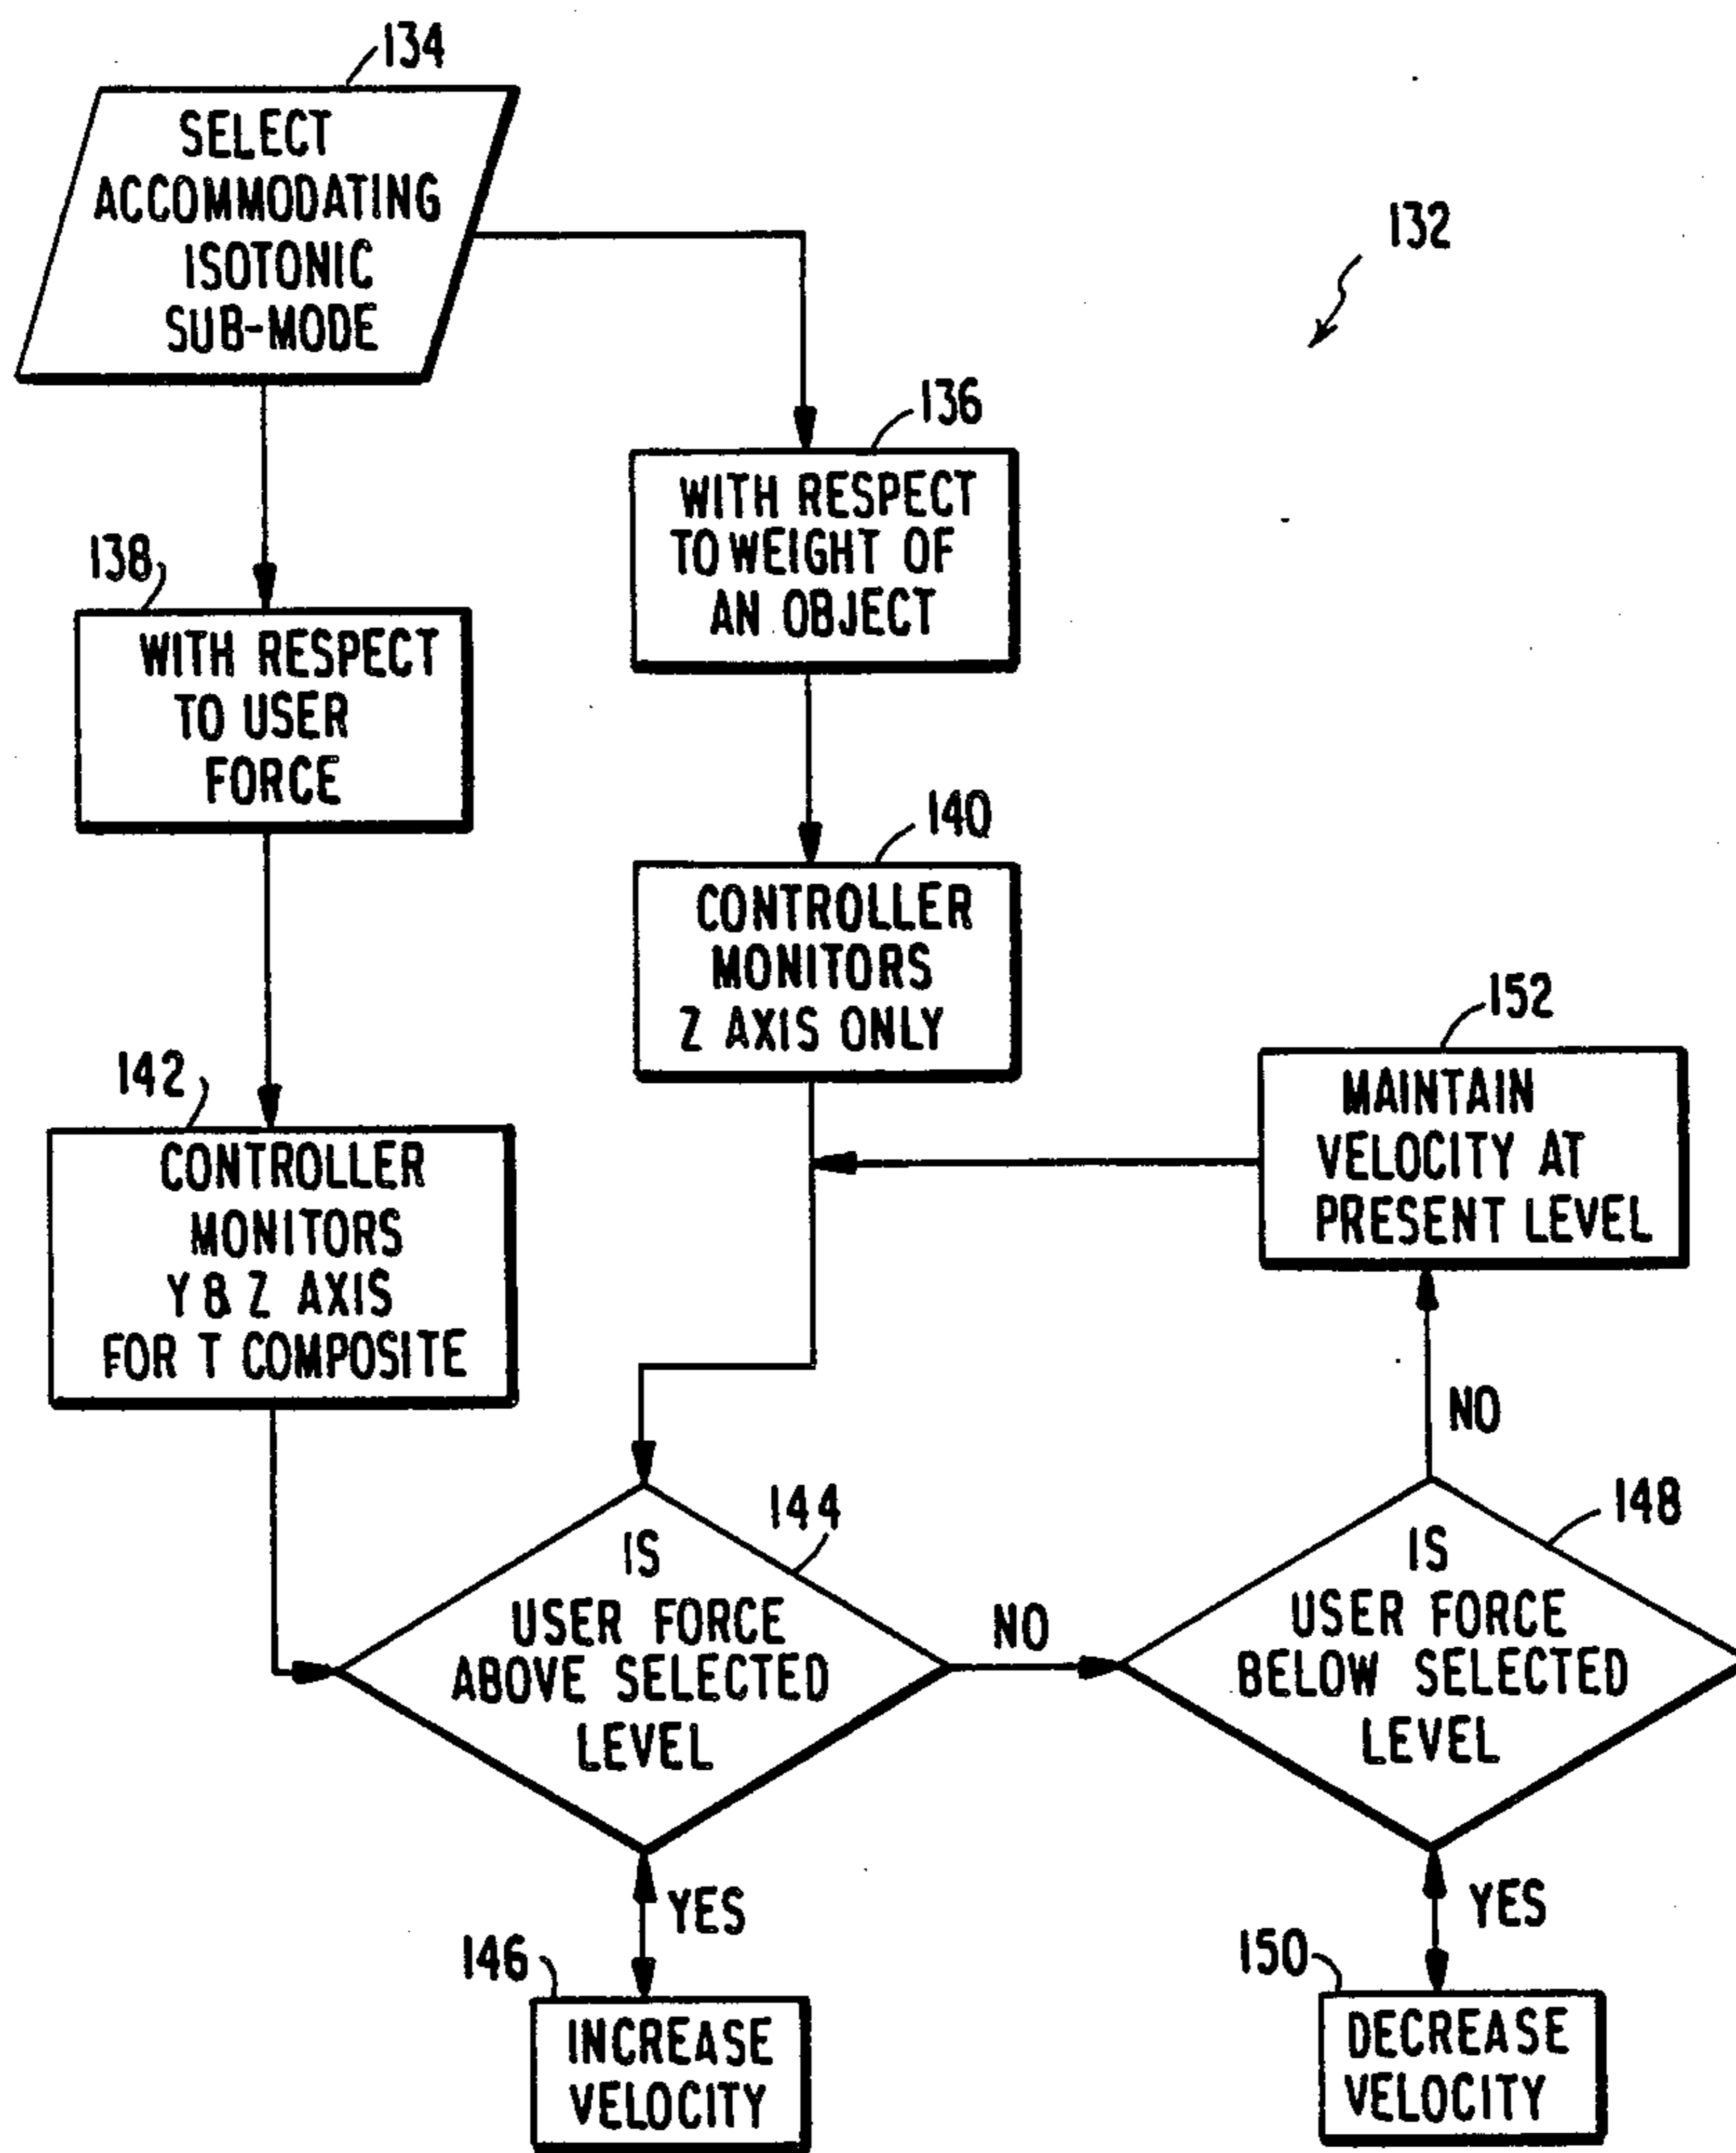 134
SELECT
ACCOMMODATING
ISOTONIC
SUB-MODE
132
136
WITH RESPECT
TO WEIGHT OF
AN OBJECT
138
WITH RESPECT
TO USER
FORCE
140
CONTROLLER
MONITORS
Z AXIS ONLY
142
CONTROLLER
MONITORS
Y & Z AXIS
FOR T COMPOSITE
152
MAINTAIN
VELOCITY AT
PRESENT LEVEL
NO
144
IS
USER FORCE
ABOVE SELECTED
LEVEL
NO
148
IS
USER FORCE
BELOW SELECTED
LEVEL
YES
146
INCREASE
VELOCITY
YES
150
DECREASE
VELOCITY